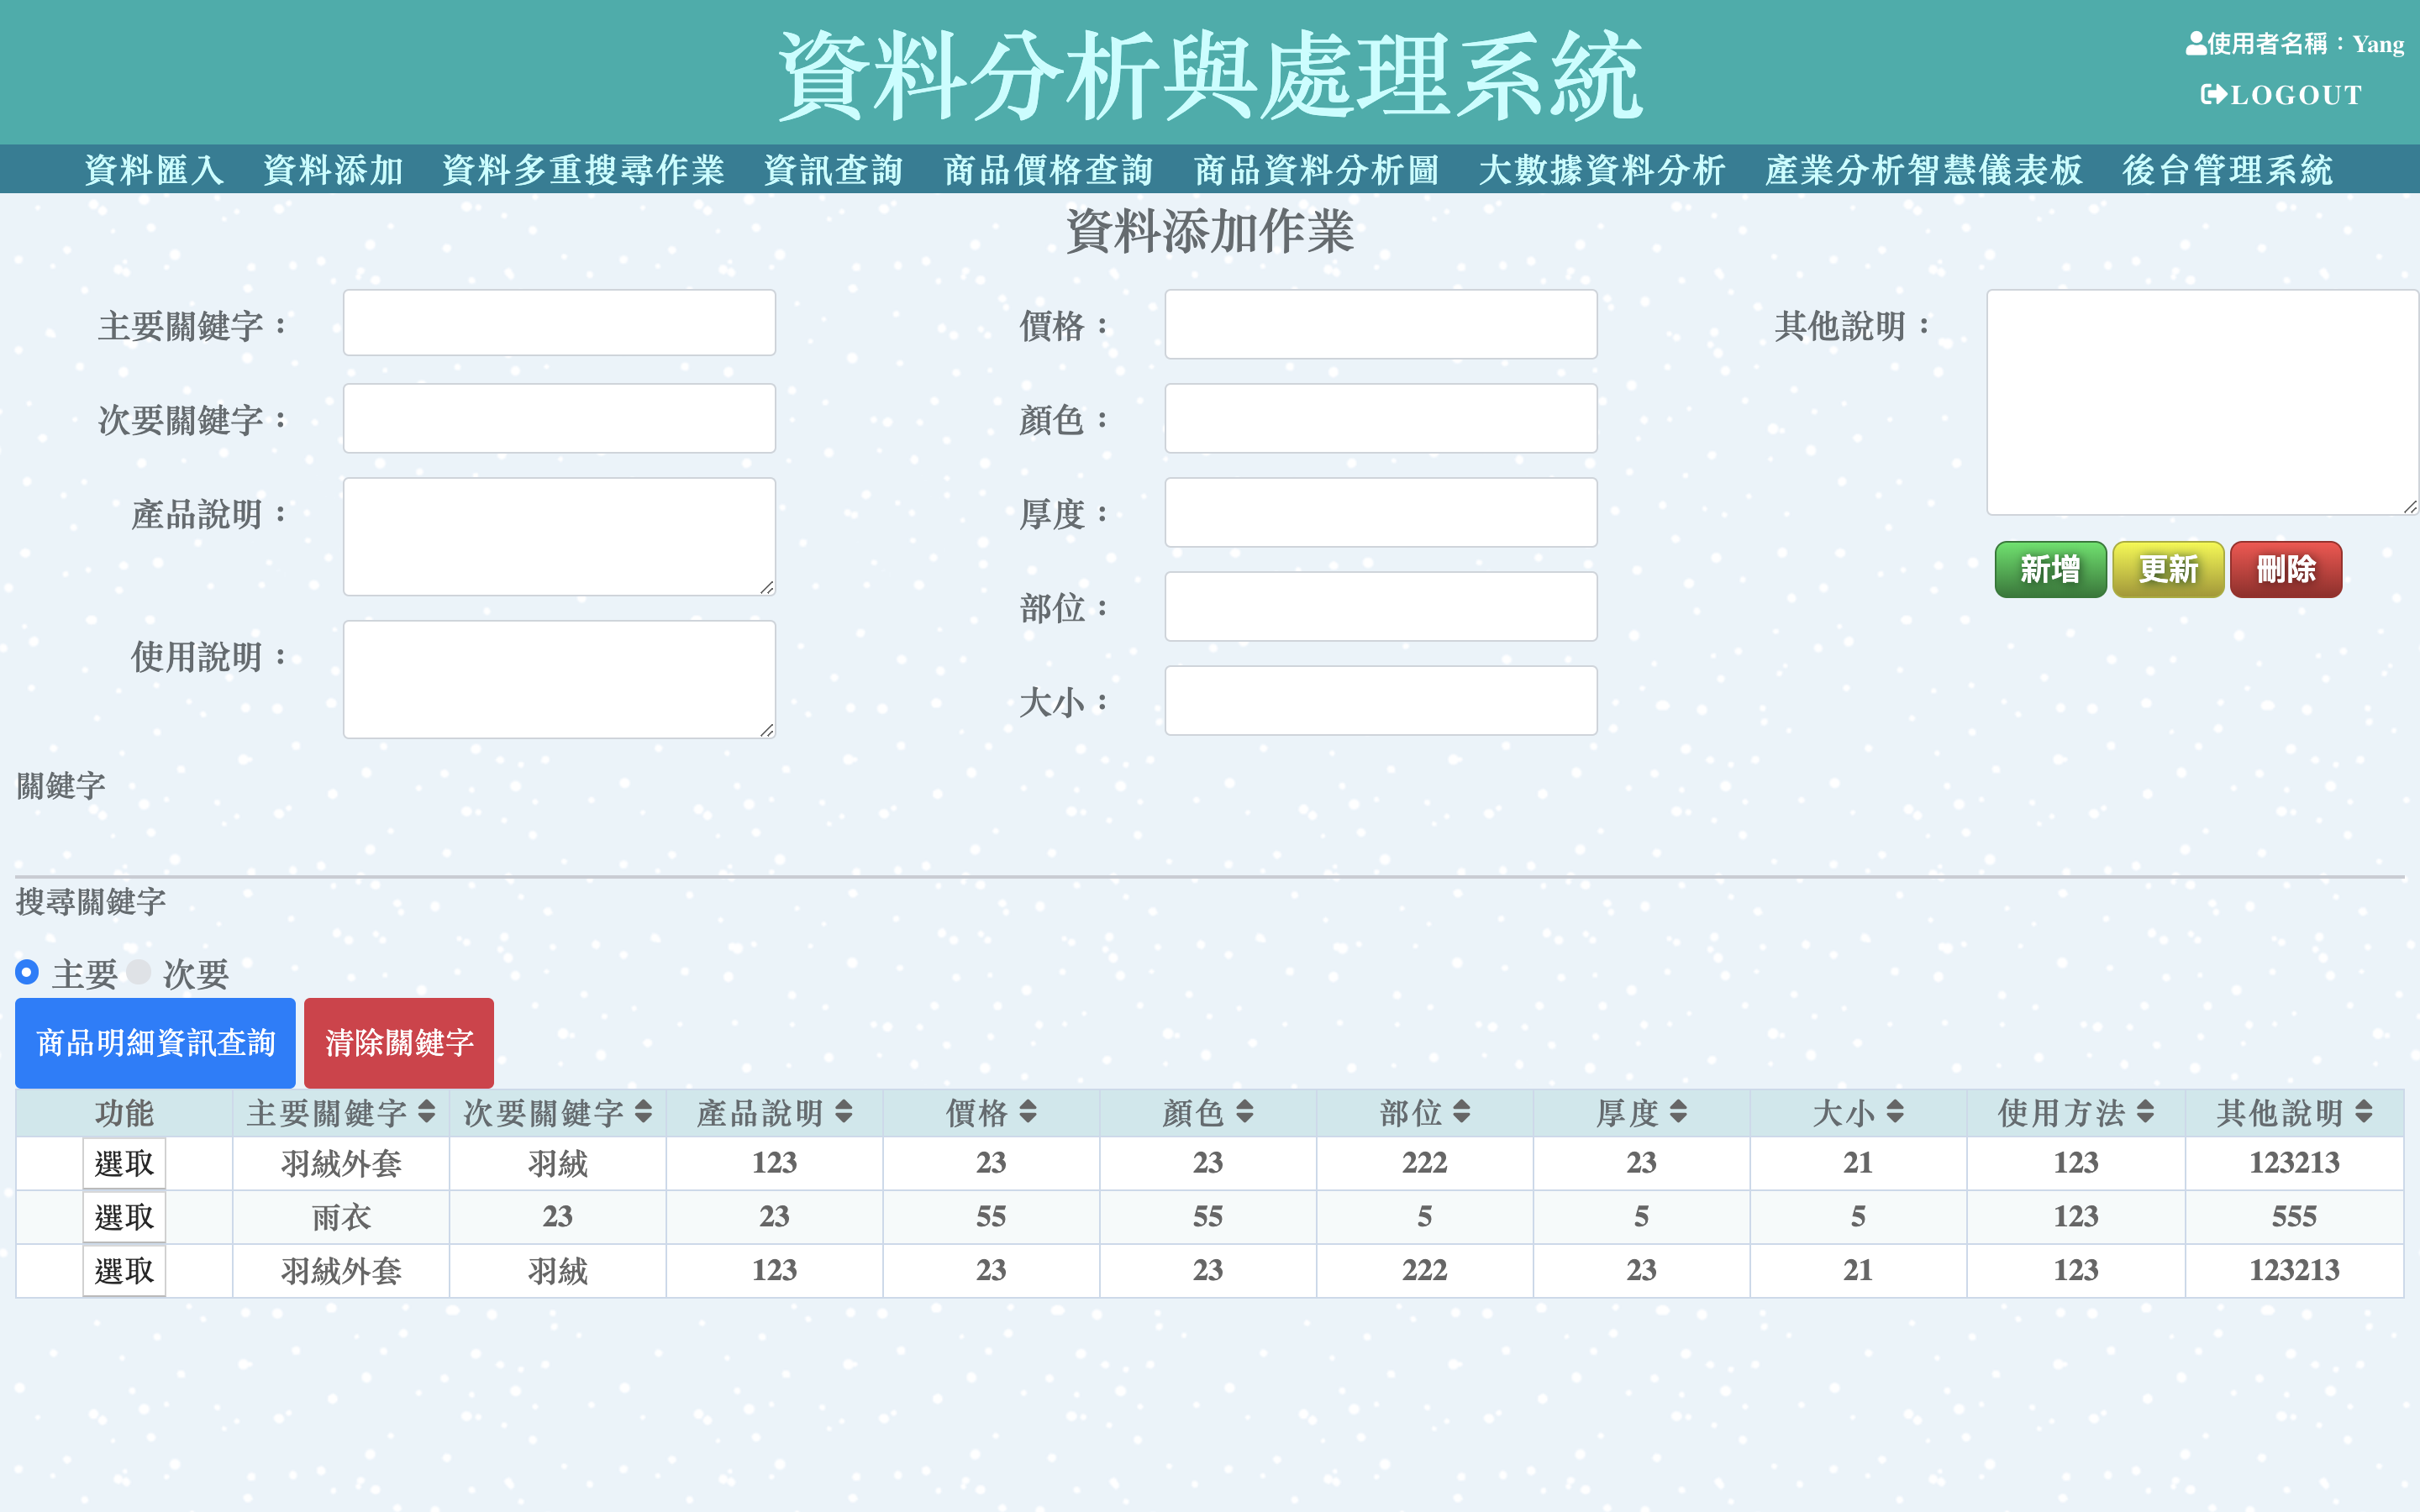 資料分析與處理系統
使用者名稱：Yang
LOGOUT
資料匯入 資料添加 資料多重搜尋作業 資訊查詢 商品價格查詢 商品資料分析圖 大數據資料分析 產業分析智慧儀表板 後台管理系統
資料添加作業
主要關鍵字： 價格： 其他說明：
次要關鍵字： 顏色：
產品說明： 厚度：
新增 更新 刪除
部位：
使用說明：
大小：
關鍵字
搜尋關鍵字
主要 次要
商品明細資訊查詢 清除關鍵字
功能 主要關鍵字 次要關鍵字 產品說明 價格 顏色 部位 厚度 大小 使用方法 其他說明
選取 羽絨外套 羽絨 123 23 23 222 23 21 123 123213
選取 雨衣 23 23 55 55 5 5 5 123 555
選取 羽絨外套 羽絨 123 23 23 222 23 21 123 123213